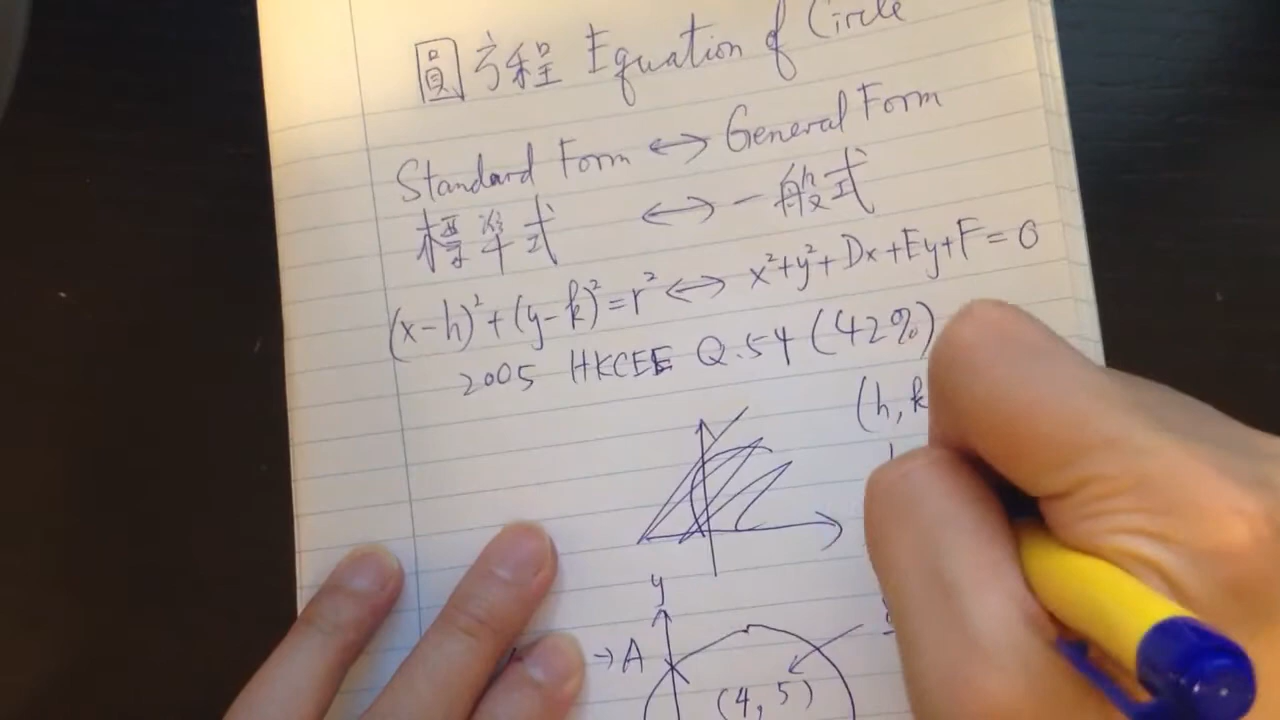 圓方程 Equation of Circle
Standard Form ↔ General Form
標準式 ↔ 一般式
(x-h)²+(y-k)²=r² ↔ x²+y²+Dx+Ey+F=0
2005 HKCEE Q.54 (42%)
(h, k
y
→A
(4,5)